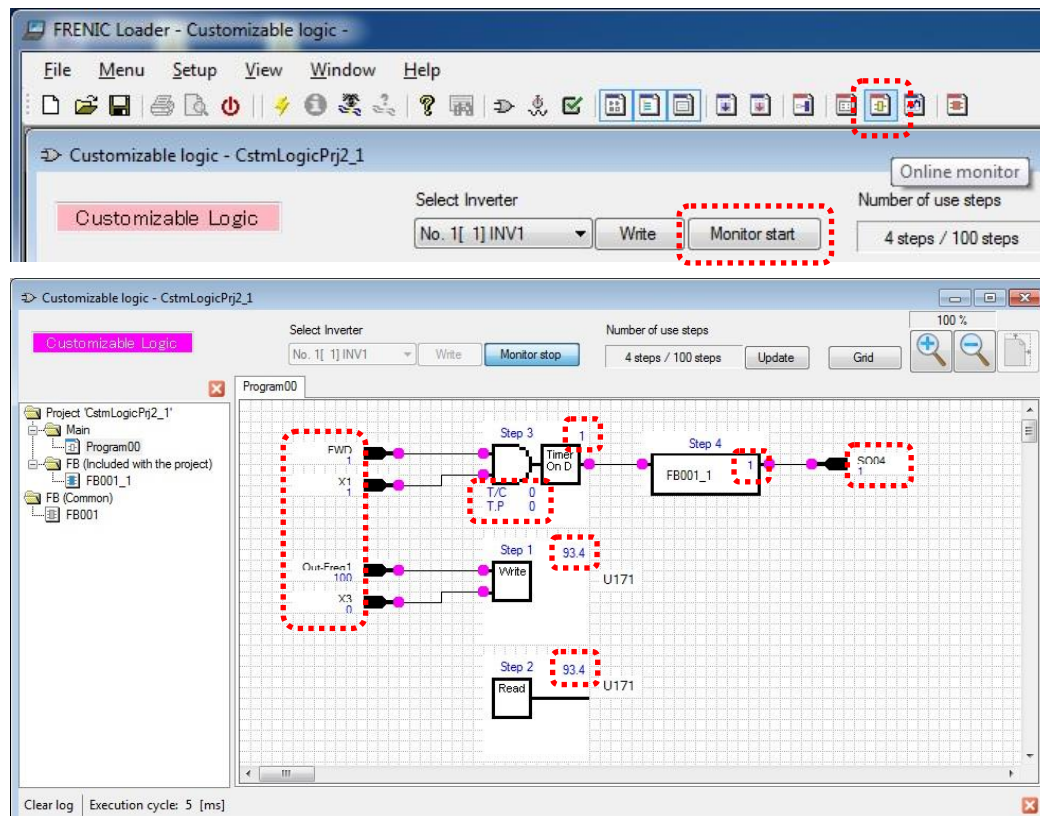 FRENIC Loader - Customizable logic -
File Menu Setup View Window Help
Customizable logic - CstmLogicPrj2_1
Online monitor
Customizable Logic
Select Inverter
Number of use steps
No. 1[ 1] INV1
Write
Monitor start
4 steps / 100 steps
Customizable logic - CstmLogicPrj2_1
Customizable Logic
Select Inverter
Number of use steps
100 %
No. 1[ 1] INV1
Write
Monitor stop
4 steps / 100 steps
Update
Grid
Program00
Project 'CstmLogicPrj2_1'
Main
Program00
FB (Included with the project)
FB001_1
FB (Common)
FB001
FWD
1
X1
1
Step 3
1
Timer
On D
T/C 0
T.P 0
Step 4
FB001_1
1
SO04
1
Out-Freq1
100
X3
0
Step 1
93.4
Write
U171
Step 2
93.4
Read
U171
Clear log
Execution cycle: 5 [ms]